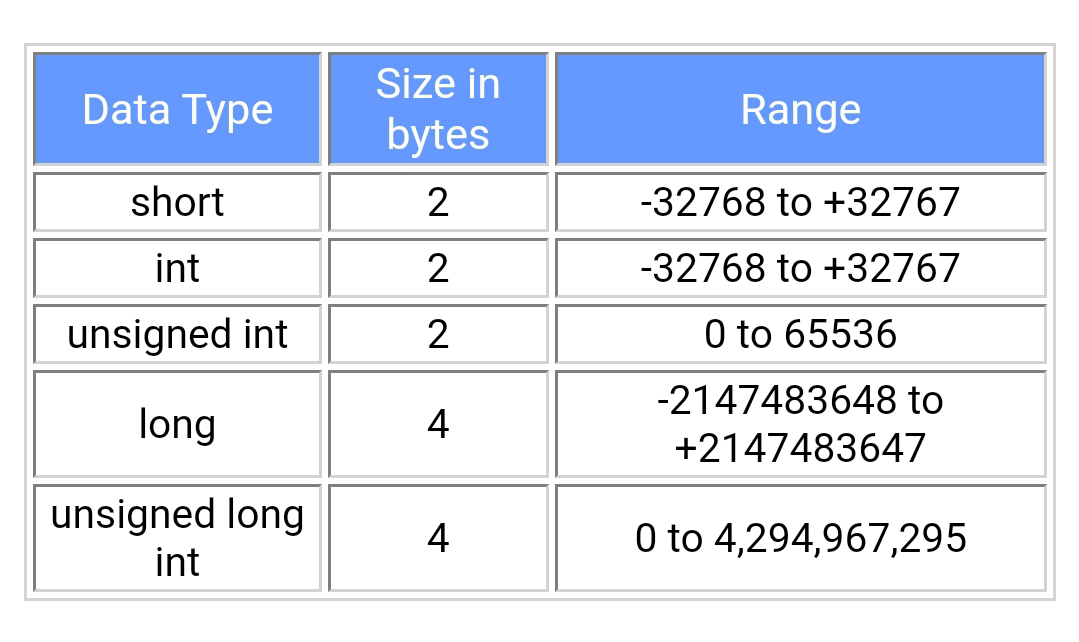 Data Type
Size in
bytes
Range
short
2
-32768 to +32767
int
2
-32768 to +32767
unsigned int
2
0 to 65536
long
4
-2147483648 to
+2147483647
unsigned long
int
4
0 to 4,294,967,295